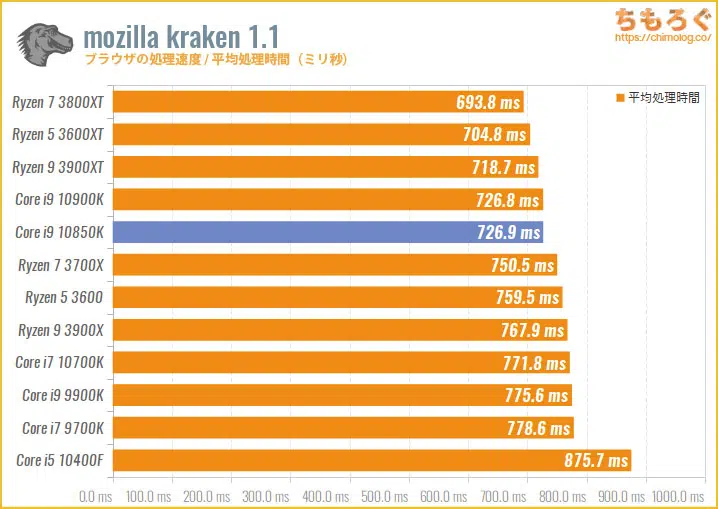 mozilla kraken 1.1
ブラウザの処理速度 / 平均処理時間（ミリ秒）
ちもろぐ
https://chimolog.co/
平均処理時間
Ryzen 7 3800XT 693.8 ms
Ryzen 5 3600XT 704.8 ms
Ryzen 9 3900XT 718.7 ms
Core i9 10900K 726.8 ms
Core i9 10850K 726.9 ms
Ryzen 7 3700X 750.5 ms
Ryzen 5 3600 759.5 ms
Ryzen 9 3900X 767.9 ms
Core i7 10700K 771.8 ms
Core i9 9900K 775.6 ms
Core i7 9700K 778.6 ms
Core i5 10400F 875.7 ms
0.0 ms 100.0 ms 200.0 ms 300.0 ms 400.0 ms 500.0 ms 600.0 ms 700.0 ms 800.0 ms 900.0 ms 1000.0 ms